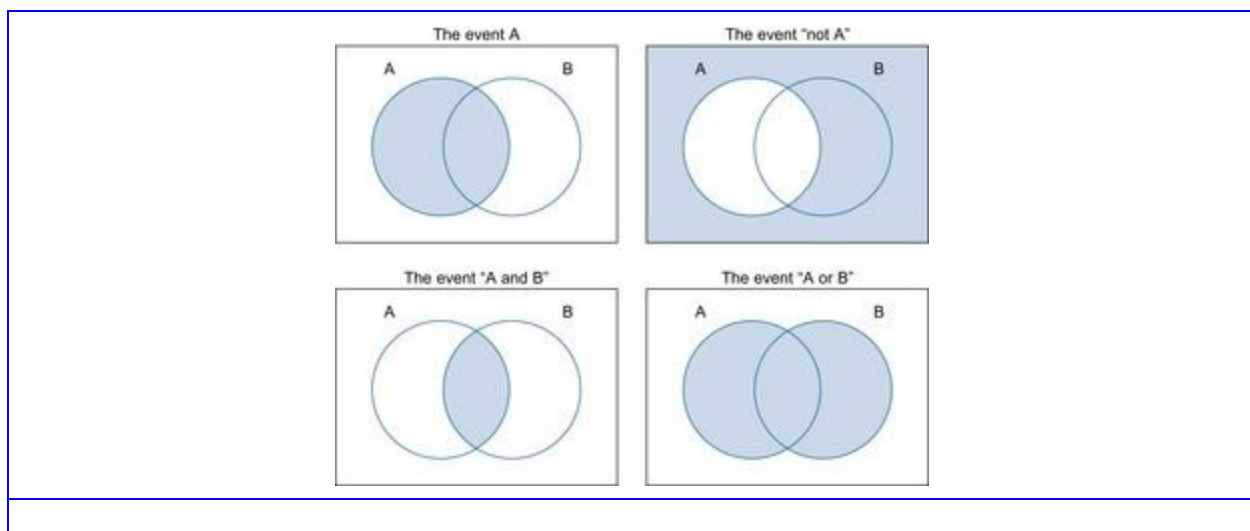 The event A
The event “not A”
A B
A B
The event “A and B”
The event “A or B”
A B
A B